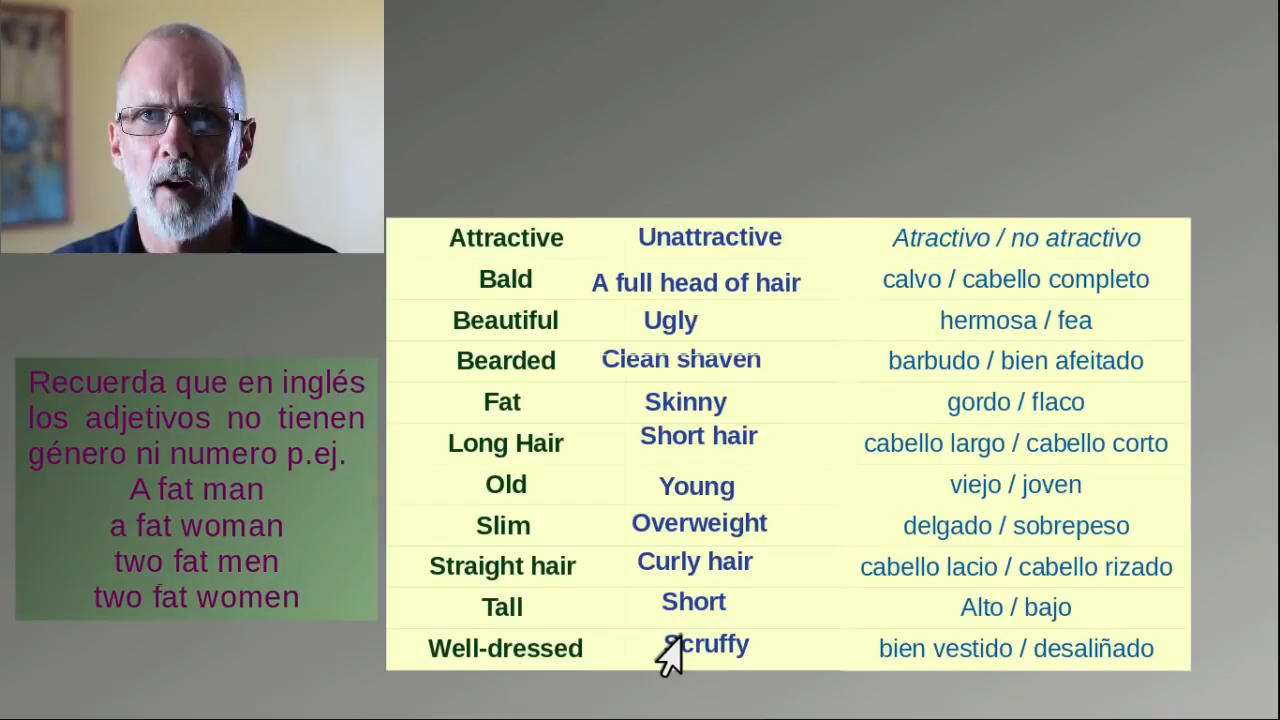 Recuerda que en inglés
los adjetivos no tienen
género ni numero p.ej.
A fat man
a fat woman
two fat men
two fat women
Attractive Unattractive Atractivo / no atractivo
Bald A full head of hair calvo / cabello completo
Beautiful Ugly hermosa / fea
Bearded Clean shaven barbudo / bien afeitado
Fat Skinny gordo / flaco
Long Hair Short hair cabello largo / cabello corto
Old Young viejo / joven
Slim Overweight delgado / sobrepeso
Straight hair Curly hair cabello lacio / cabello rizado
Tall Short Alto / bajo
Well-dressed Scruffy bien vestido / desaliñado